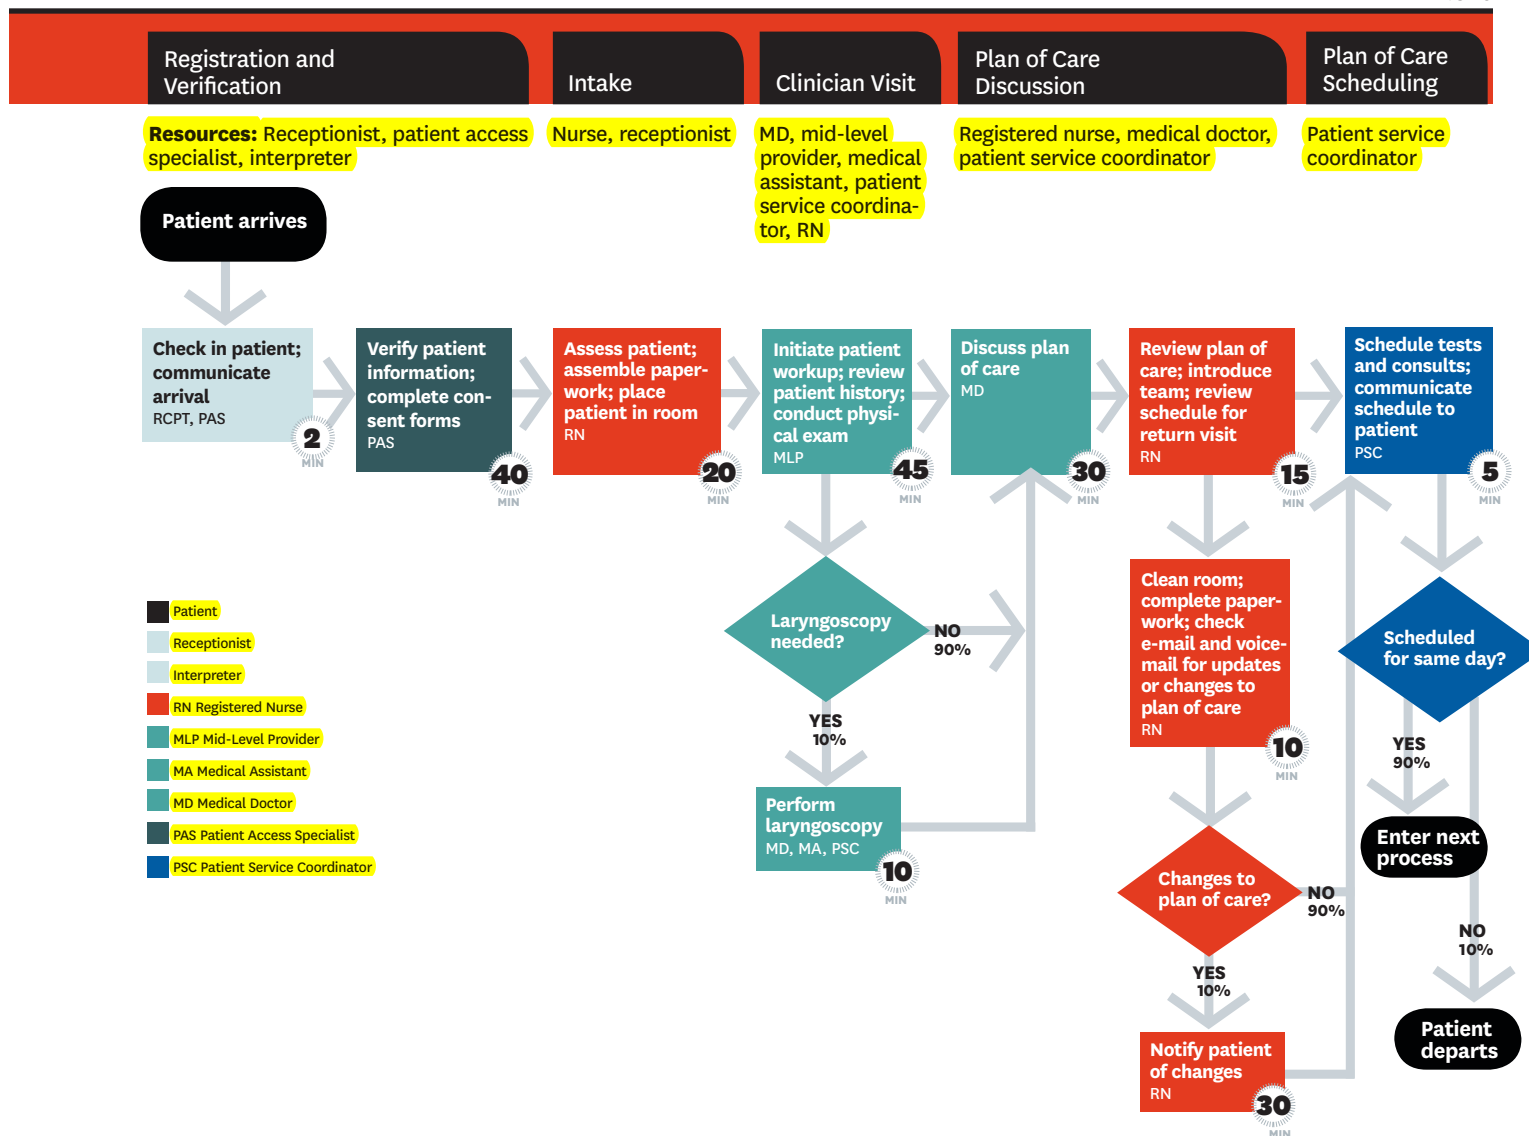 Registration and
Verification
Intake
Clinician Visit
Plan of Care
Discussion
Plan of Care
Scheduling
Resources: Receptionist, patient access
specialist, interpreter
Nurse, receptionist
MD, mid-level
provider, medical
assistant, patient
service coordina-
tor, RN
Registered nurse, medical doctor,
patient service coordinator
Patient service
coordinator
Patient arrives
Check in patient;
communicate
arrival
RCPT, PAS
2
MIN
Verify patient
information;
complete con-
sent forms
PAS
40
MIN
Assess patient;
assemble paper-
work; place
patient in room
RN
20
MIN
Initiate patient
workup; review
patient history;
conduct physi-
cal exam
MLP
45
MIN
Discuss plan
of care
MD
30
MIN
Review plan of
care; introduce
team; review
schedule for
return visit
RN
15
MIN
Schedule tests
and consults;
communicate
schedule to
patient
PSC
5
MIN
Laryngoscopy
needed?
NO
90%
YES
10%
Perform
laryngoscopy
MD, MA, PSC
10
MIN
Clean room;
complete paper-
work; check
e-mail and voice-
mail for updates
or changes to
plan of care
RN
10
MIN
Changes to
plan of care?
NO
90%
YES
10%
Notify patient
of changes
RN
30
MIN
Scheduled
for same day?
YES
90%
Enter next
process
NO
10%
Patient
departs
Patient
Receptionist
Interpreter
RN Registered Nurse
MLP Mid-Level Provider
MA Medical Assistant
MD Medical Doctor
PAS Patient Access Specialist
PSC Patient Service Coordinator